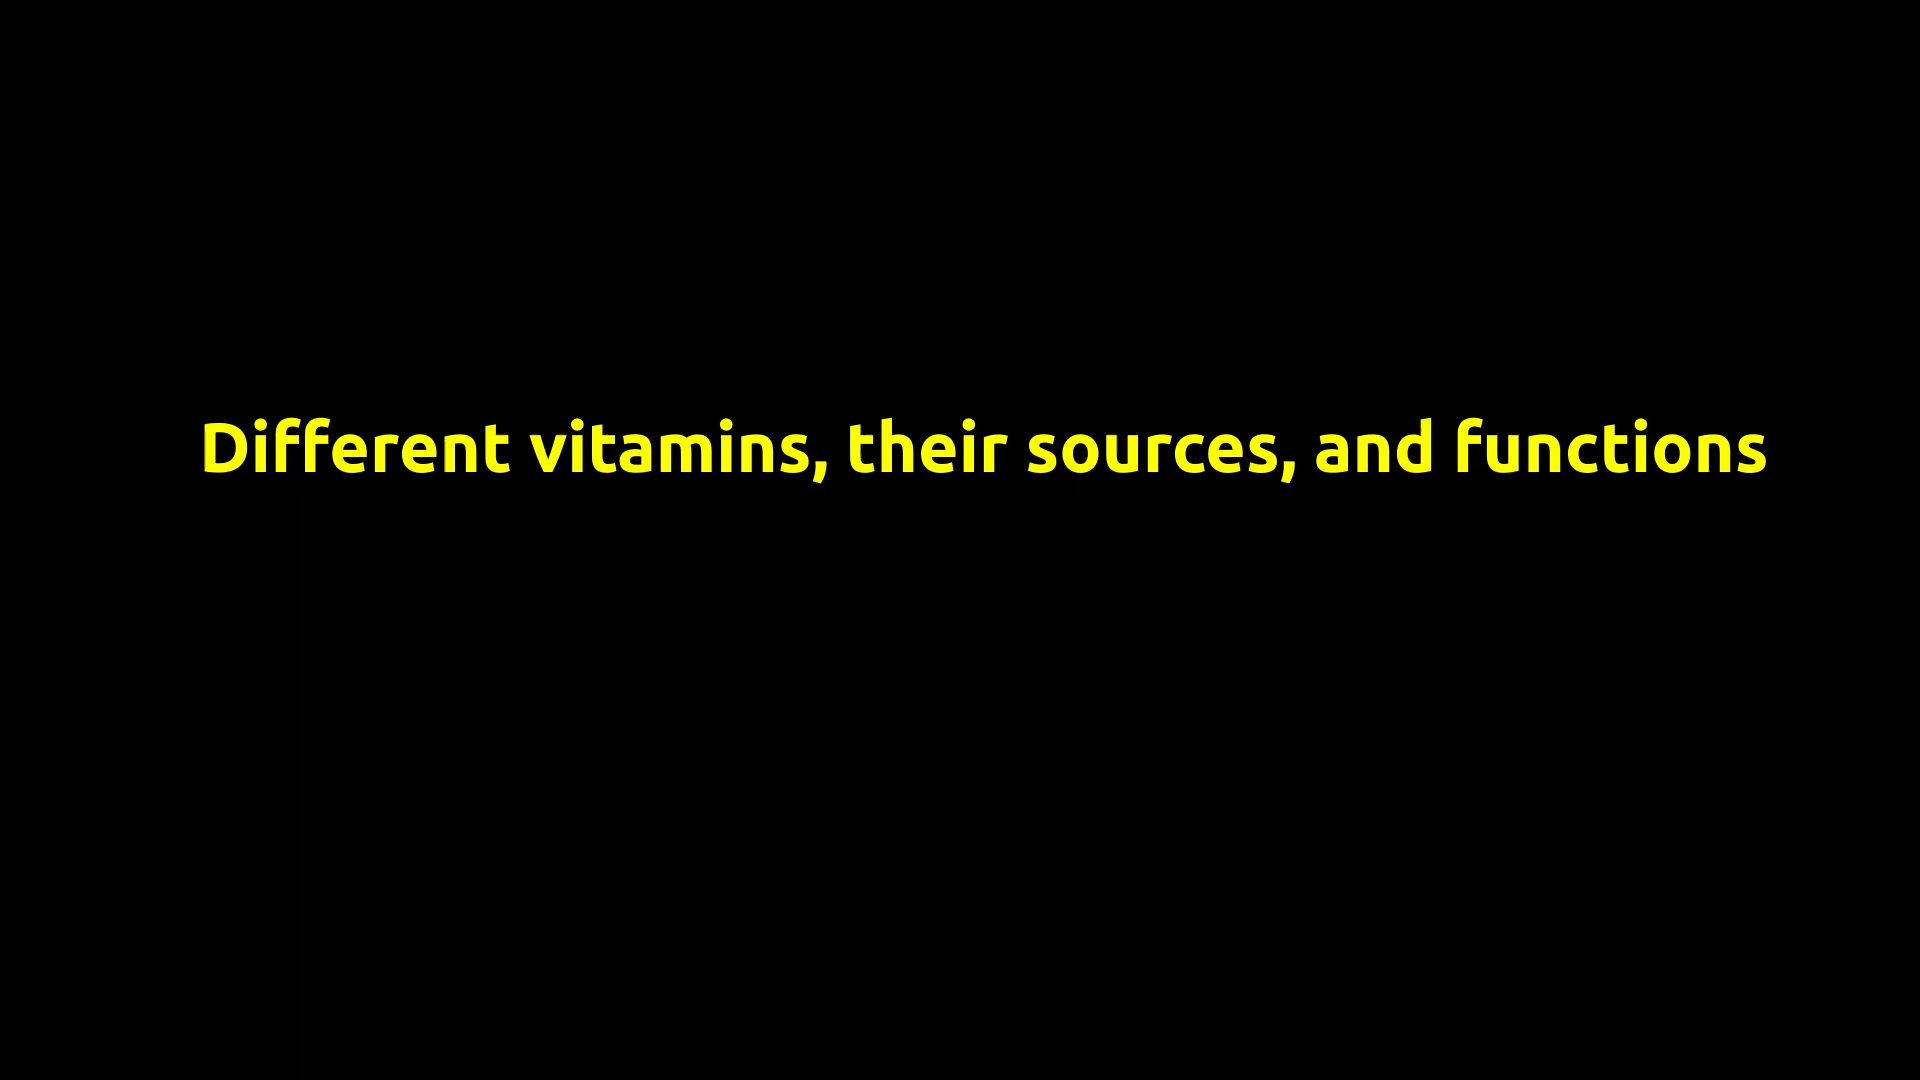 Different vitamins, their sources, and functions